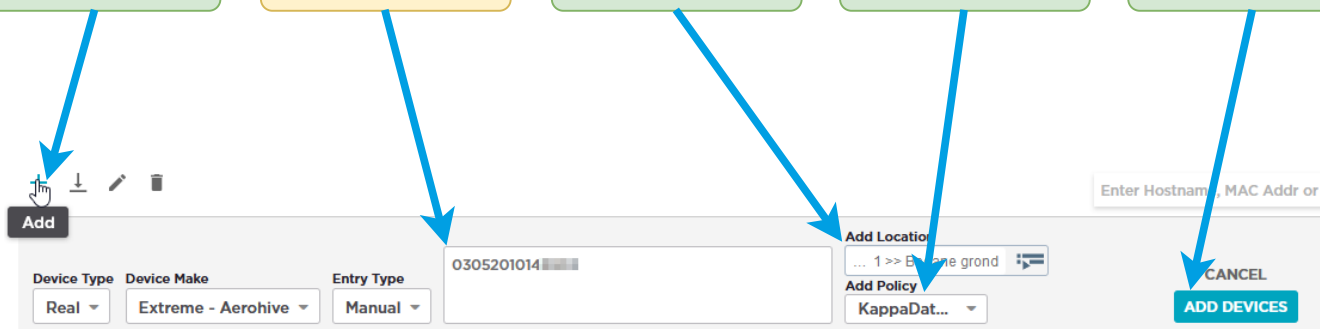 Enter Hostname, MAC Addr or
Add
Device Type Device Make Entry Type
Real Extreme - Aerohive Manual
0305201014
Add Location
... 1 >> grond
Add Policy
KappaDat...
CANCEL
ADD DEVICES